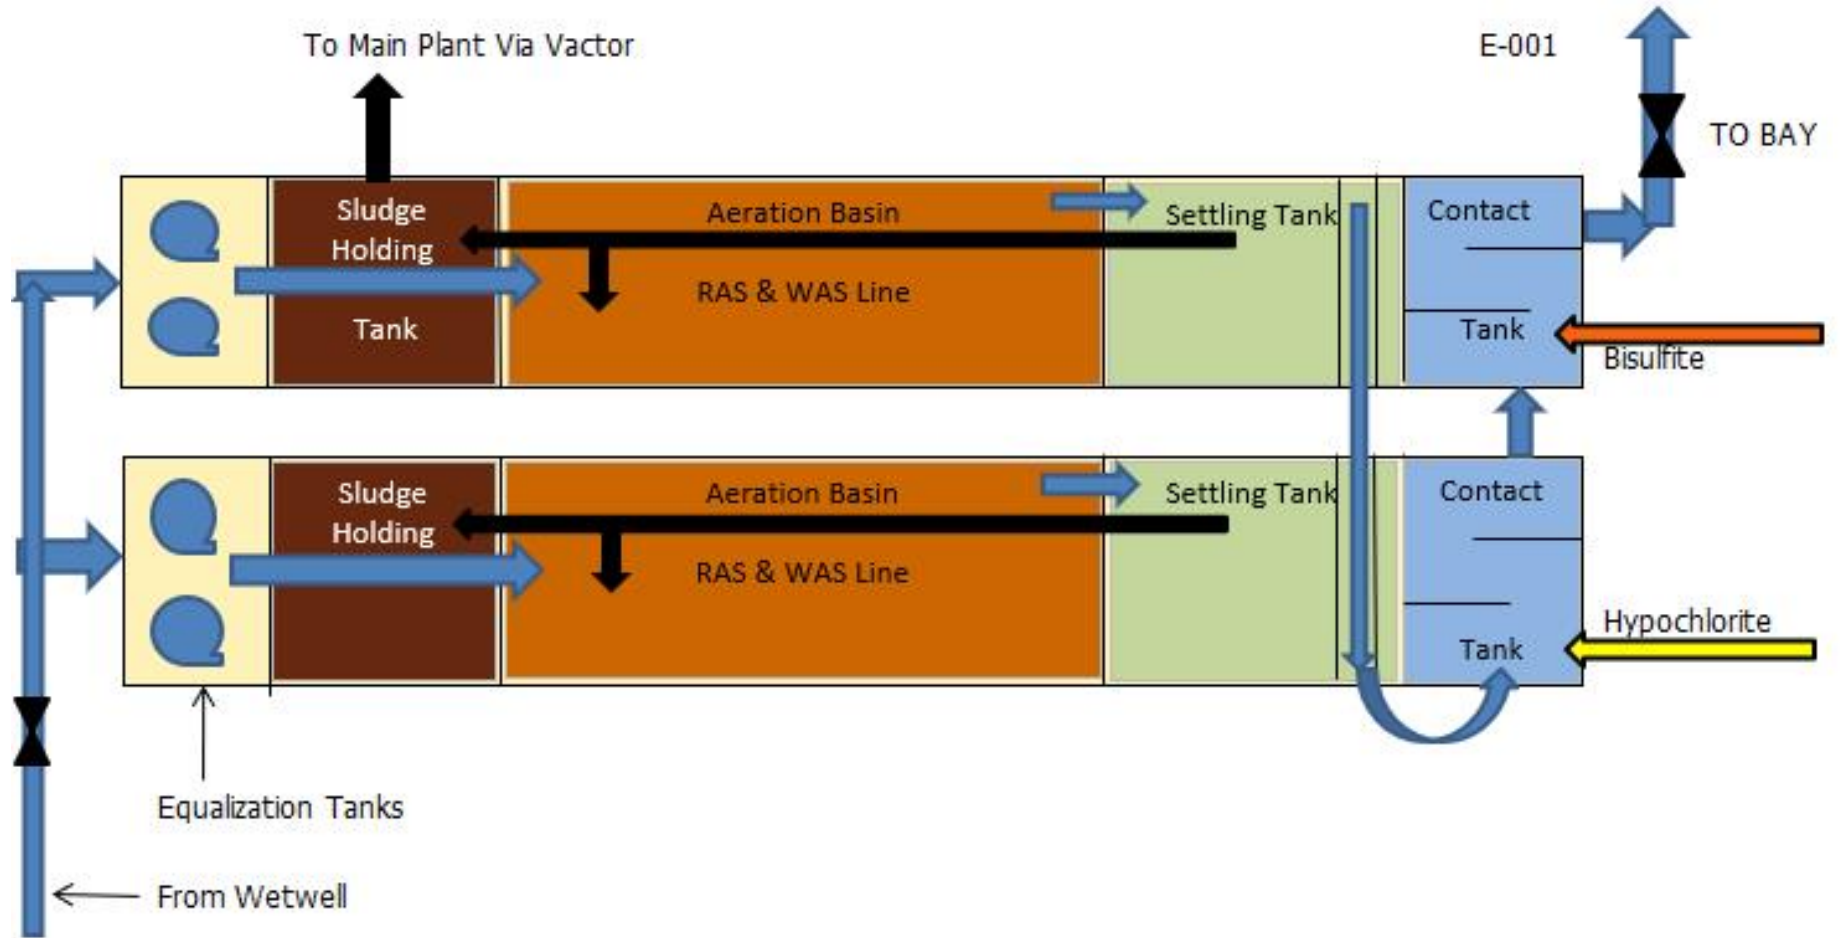 To Main Plant Via Vactor
E-001
TO BAY
Sludge
Holding
Tank
Aeration Basin
RAS & WAS Line
Settling Tank
Contact
Tank
Bisulfite
Sludge
Holding
Aeration Basin
RAS & WAS Line
Settling Tank
Contact
Tank
Hypochlorite
Equalization Tanks
From Wetwell